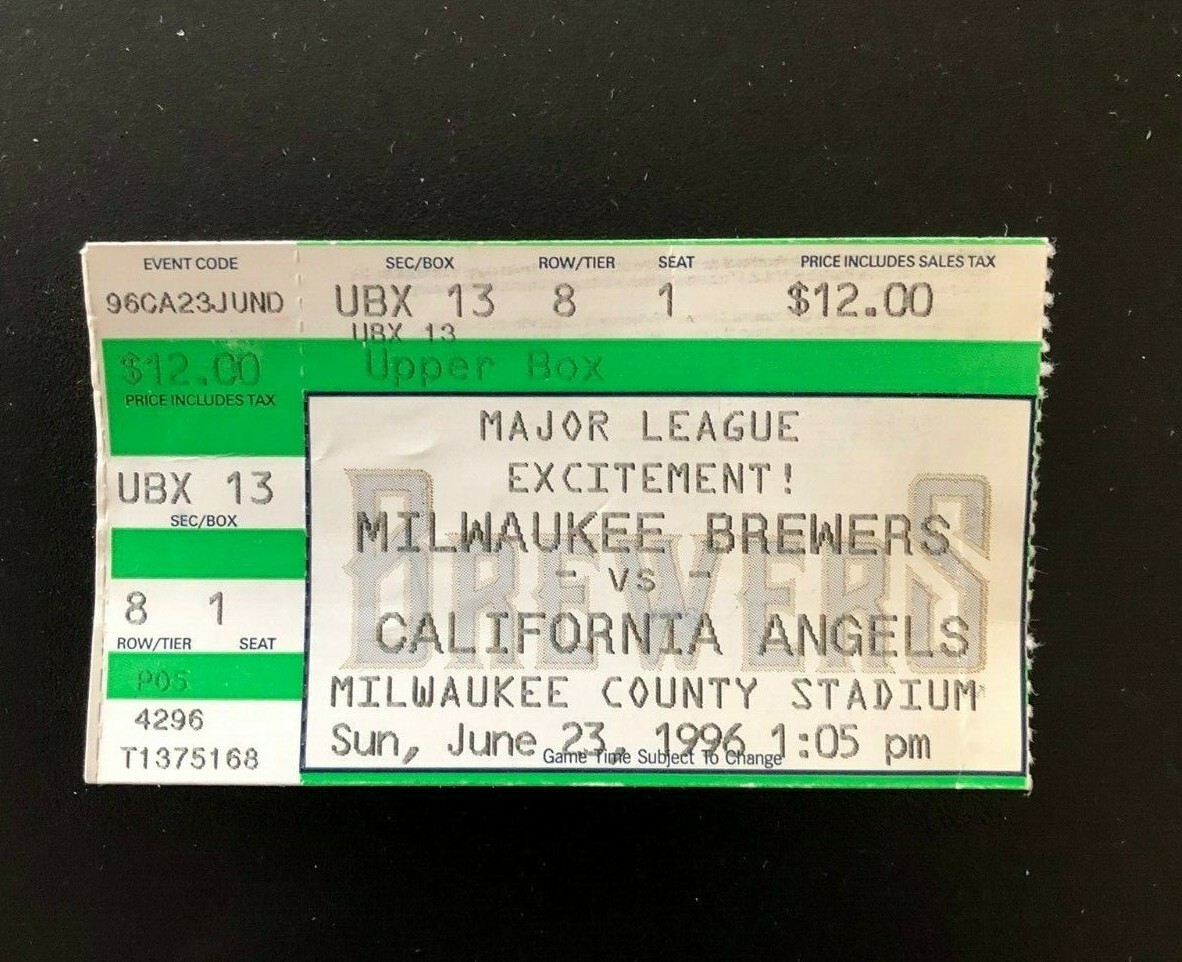 EVENT CODE SEC/BOX ROW/TIER SEAT PRICE INCLUDES SALES TAX
96CA23JUND UBX 13 8 1 $12.00
UBX 13
$12.00 Upper Box
PRICE INCLUDES TAX
MAJOR LEAGUE
EXCITEMENT!
UBX 13
SEC/BOX
BREWERS
MILWAUKEE BREWERS
- vs -
CALIFORNIA ANGELS
8 1
ROW/TIER SEAT
P05
MILWAUKEE COUNTY STADIUM
4296
Sun, June 23, 1996 1:05 pm
Game Time Subject To Change
T1375168